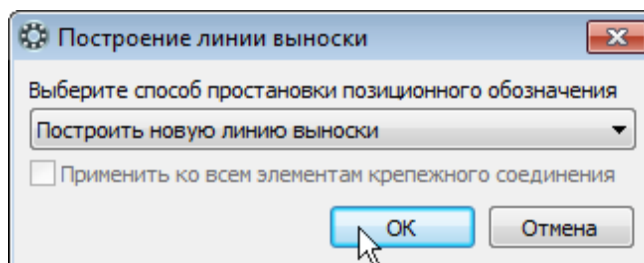 Построение линии выноски
Выберите способ простановки позиционного обозначения
Построить новую линию выноски
Применить ко всем элементам крепежного соединения
ОК
Отмена